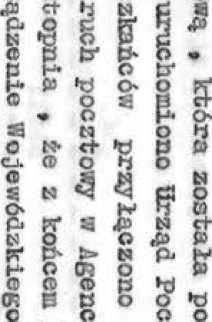 wą , która została po
uruchomiono Urząd Poc
zkańców przyłączono
ruch pocztowy w Agenc
topnia , że z końcem
ądzenie Wojewódzkiego